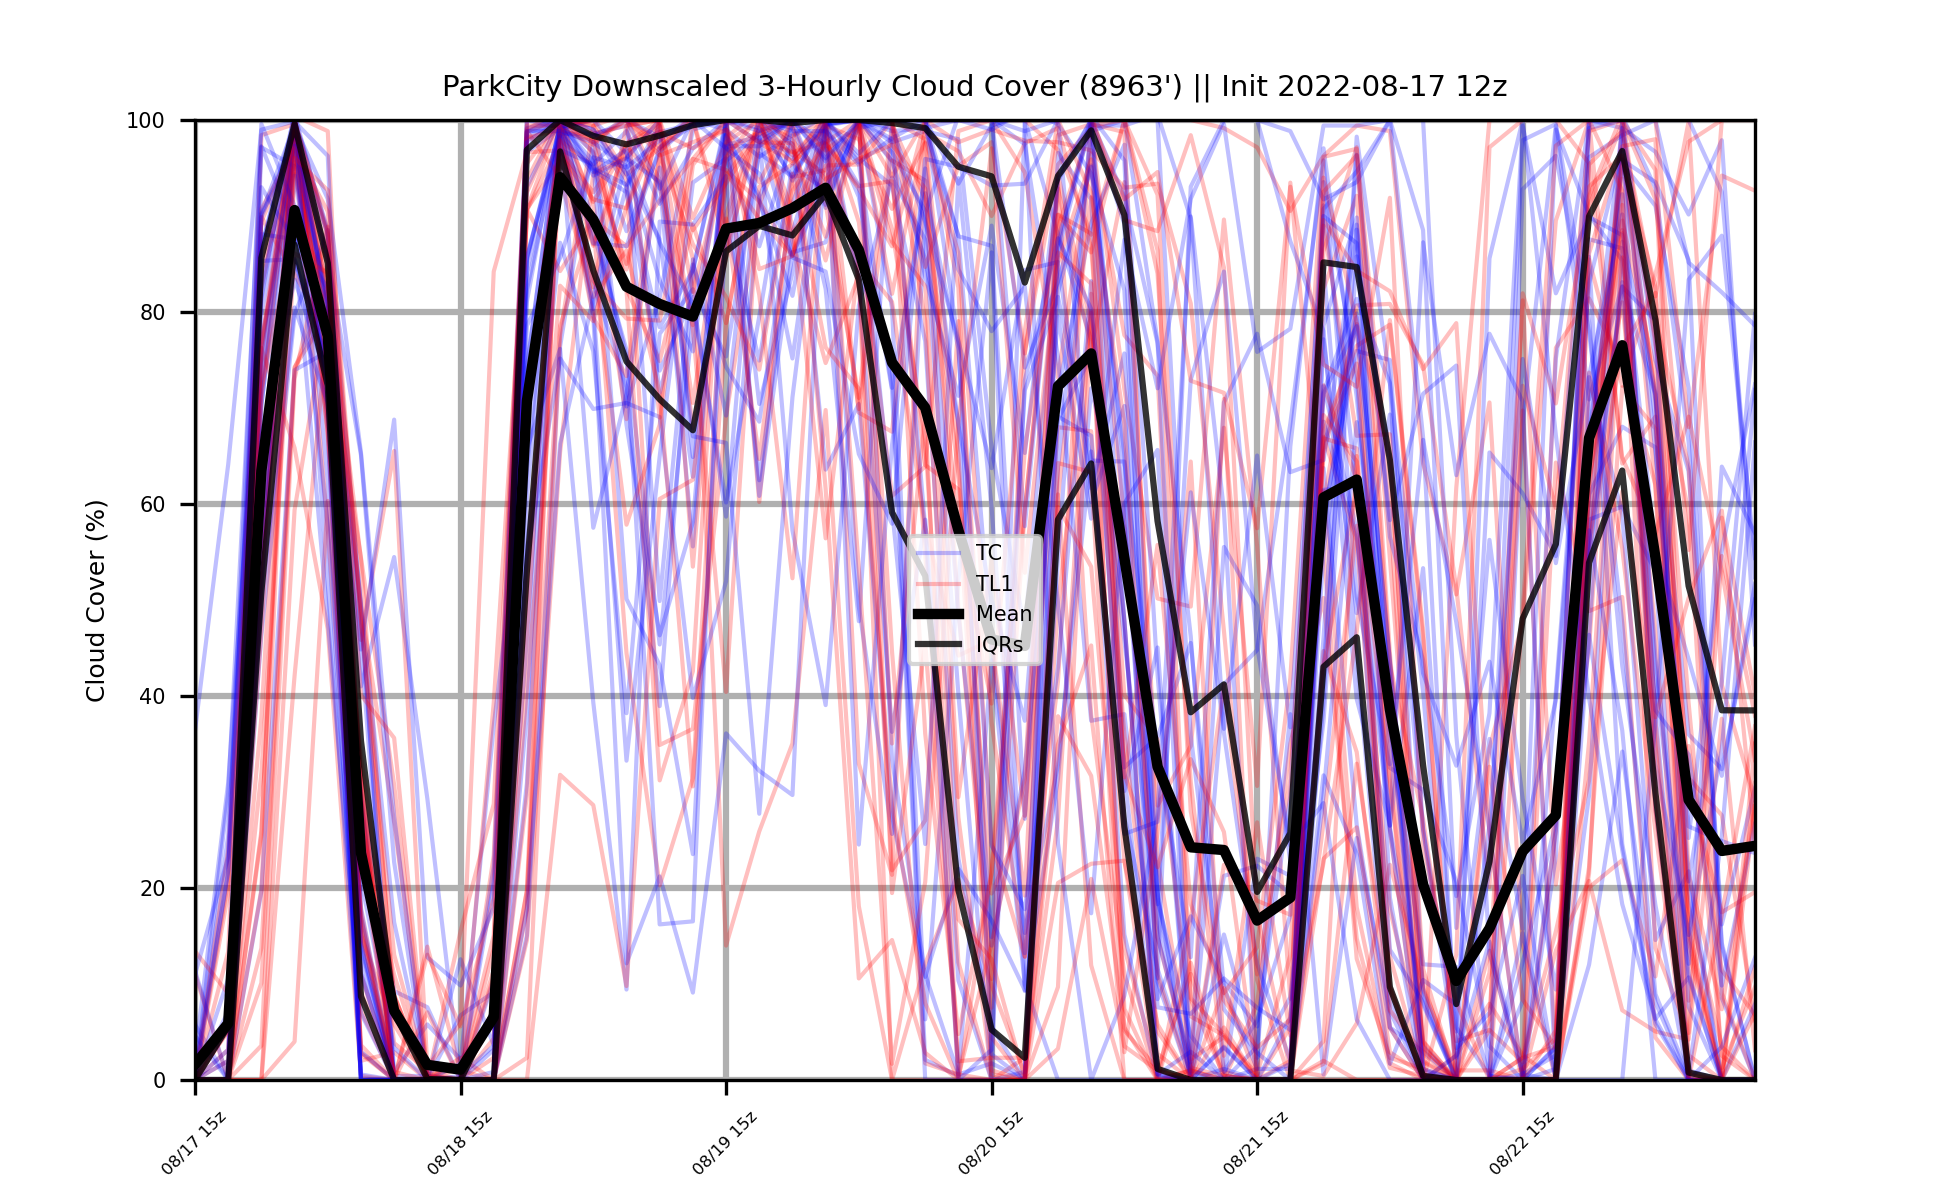 ParkCity Downscaled 3-Hourly Cloud Cover (8963') || Init 2022-08-17 12z
Cloud Cover (%)
100
80
60
40
20
0
TC
TL1
Mean
IQRs
08/17 15z
08/18 15z
08/19 15z
08/20 15z
08/21 15z
08/22 15z